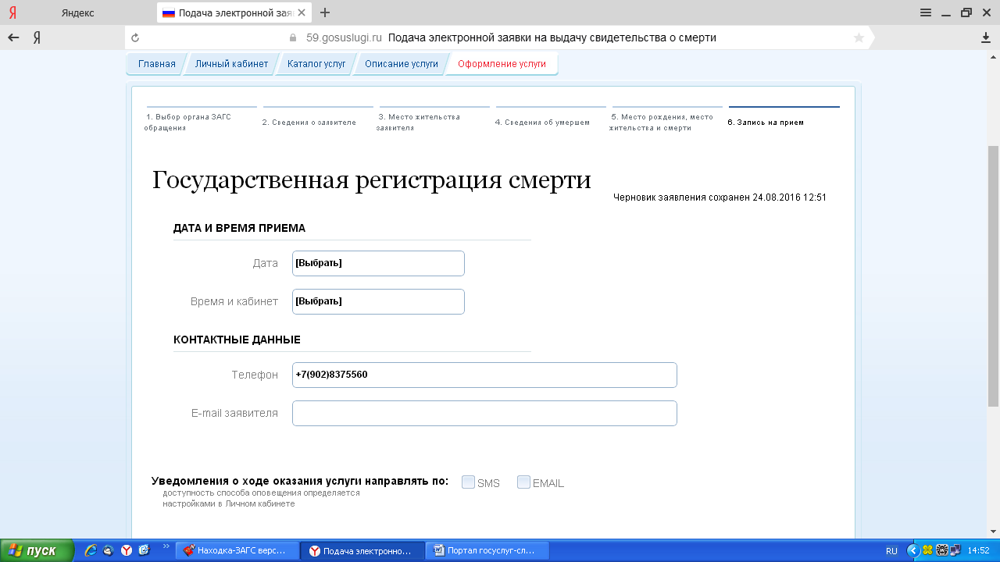 Я Яндекс Подача электронной зая
Я 59.gosuslugi.ru Подача электронной заявки на выдачу свидетельства о смерти
Главная Личный кабинет Каталог услуг Описание услуги Оформление услуги
1. Выбор органа ЗАГС обращения
2. Сведения о заявителе
3. Место жительства заявителя
4. Сведения об умершем
5. Место рождения, место жительства и смерти
6. Запись на прием
Государственная регистрация смерти
Черновик заявления сохранен 24.08.2016 12:51
ДАТА И ВРЕМЯ ПРИЕМА
Дата [Выбрать]
Время и кабинет [Выбрать]
КОНТАКТНЫЕ ДАННЫЕ
Телефон +7(902)8375560
E-mail заявителя
Уведомления о ходе оказания услуги направлять по: SMS EMAIL
доступность способа оповещения определяется
настройками в Личном кабинете
пуск Находка-ЗАГС верс... Подача электронно... Портал госуслуг-сл... RU 14:52